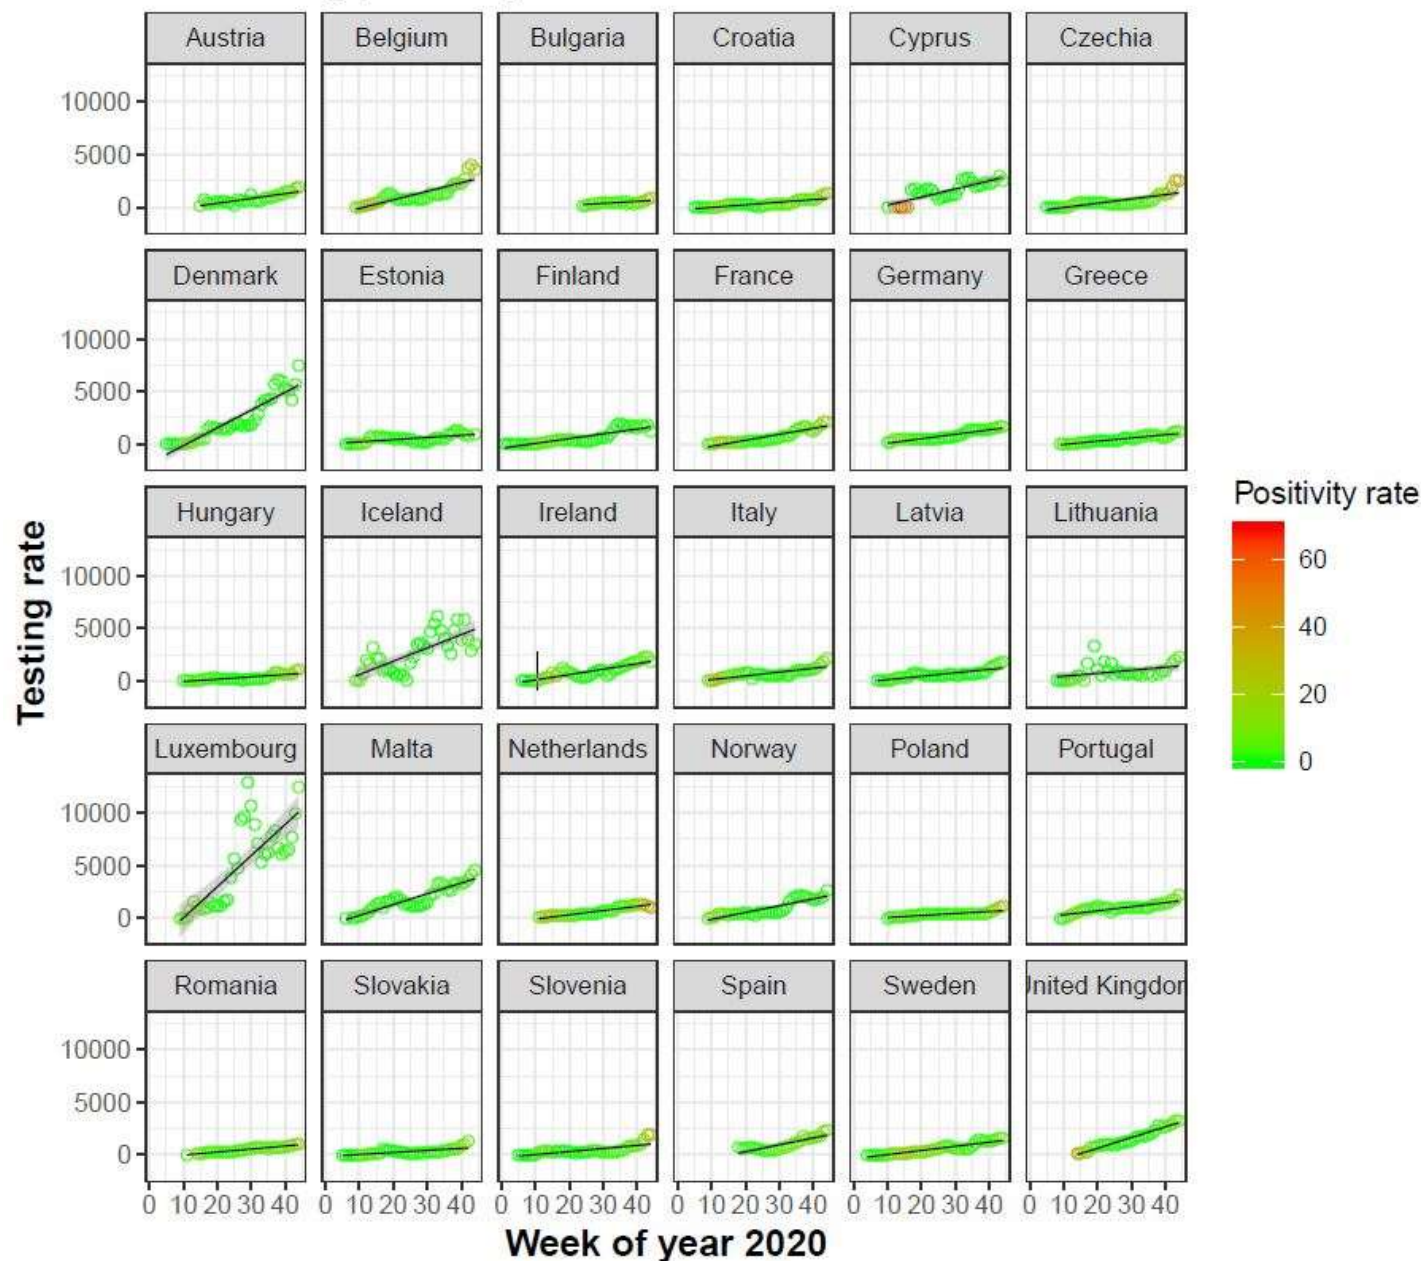 Austria Belgium Bulgaria Croatia Cyprus Czechia
10000
5000
0
Denmark Estonia Finland France Germany Greece
10000
5000
0
Hungary Iceland Ireland Italy Latvia Lithuania
10000
5000
0
Luxembourg Malta Netherlands Norway Poland Portugal
10000
5000
0
Romania Slovakia Slovenia Spain Sweden United Kingdom
10000
5000
0
0 10 20 30 40 0 10 20 30 40 0 10 20 30 40 0 10 20 30 40 0 10 20 30 40 0 10 20 30 40
Week of year 2020
Testing rate
Positivity rate
60
40
20
0